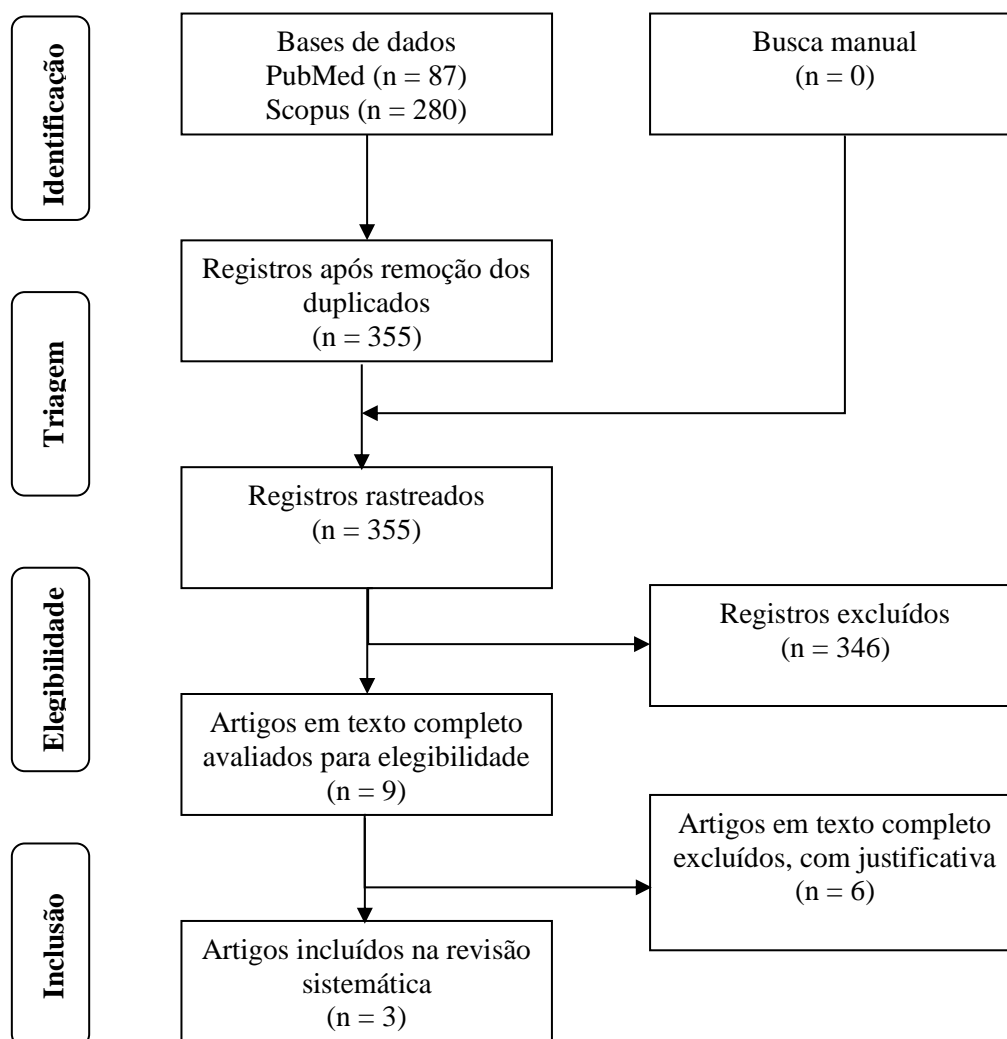 Identificação
Bases de dados
PubMed (n = 87)
Scopus (n = 280)
Busca manual
(n = 0)
Triagem
Registros após remoção dos
duplicados
(n = 355)
Registros rastreados
(n = 355)
Elegibilidade
Registros excluídos
(n = 346)
Artigos em texto completo
avaliados para elegibilidade
(n = 9)
Artigos em texto completo
excluídos, com justificativa
(n = 6)
Inclusão
Artigos incluídos na revisão
sistemática
(n = 3)